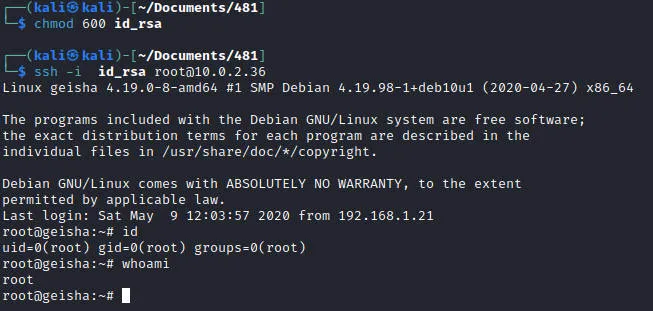 ┌──(kali㉿kali)-[~/Documents/481]
└─$ chmod 600 id_rsa
┌──(kali㉿kali)-[~/Documents/481]
└─$ ssh -i  id_rsa root@10.0.2.36
Linux geisha 4.19.0-8-amd64 #1 SMP Debian 4.19.98-1+deb10u1 (2020-04-27) x86_64
The programs included with the Debian GNU/Linux system are free software;
the exact distribution terms for each program are described in the
individual files in /usr/share/doc/*/copyright.
Debian GNU/Linux comes with ABSOLUTELY NO WARRANTY, to the extent
permitted by applicable law.
Last login: Sat May  9 12:03:57 2020 from 192.168.1.21
root@geisha:~# id
uid=0(root) gid=0(root) groups=0(root)
root@geisha:~# whoami
root
root@geisha:~#